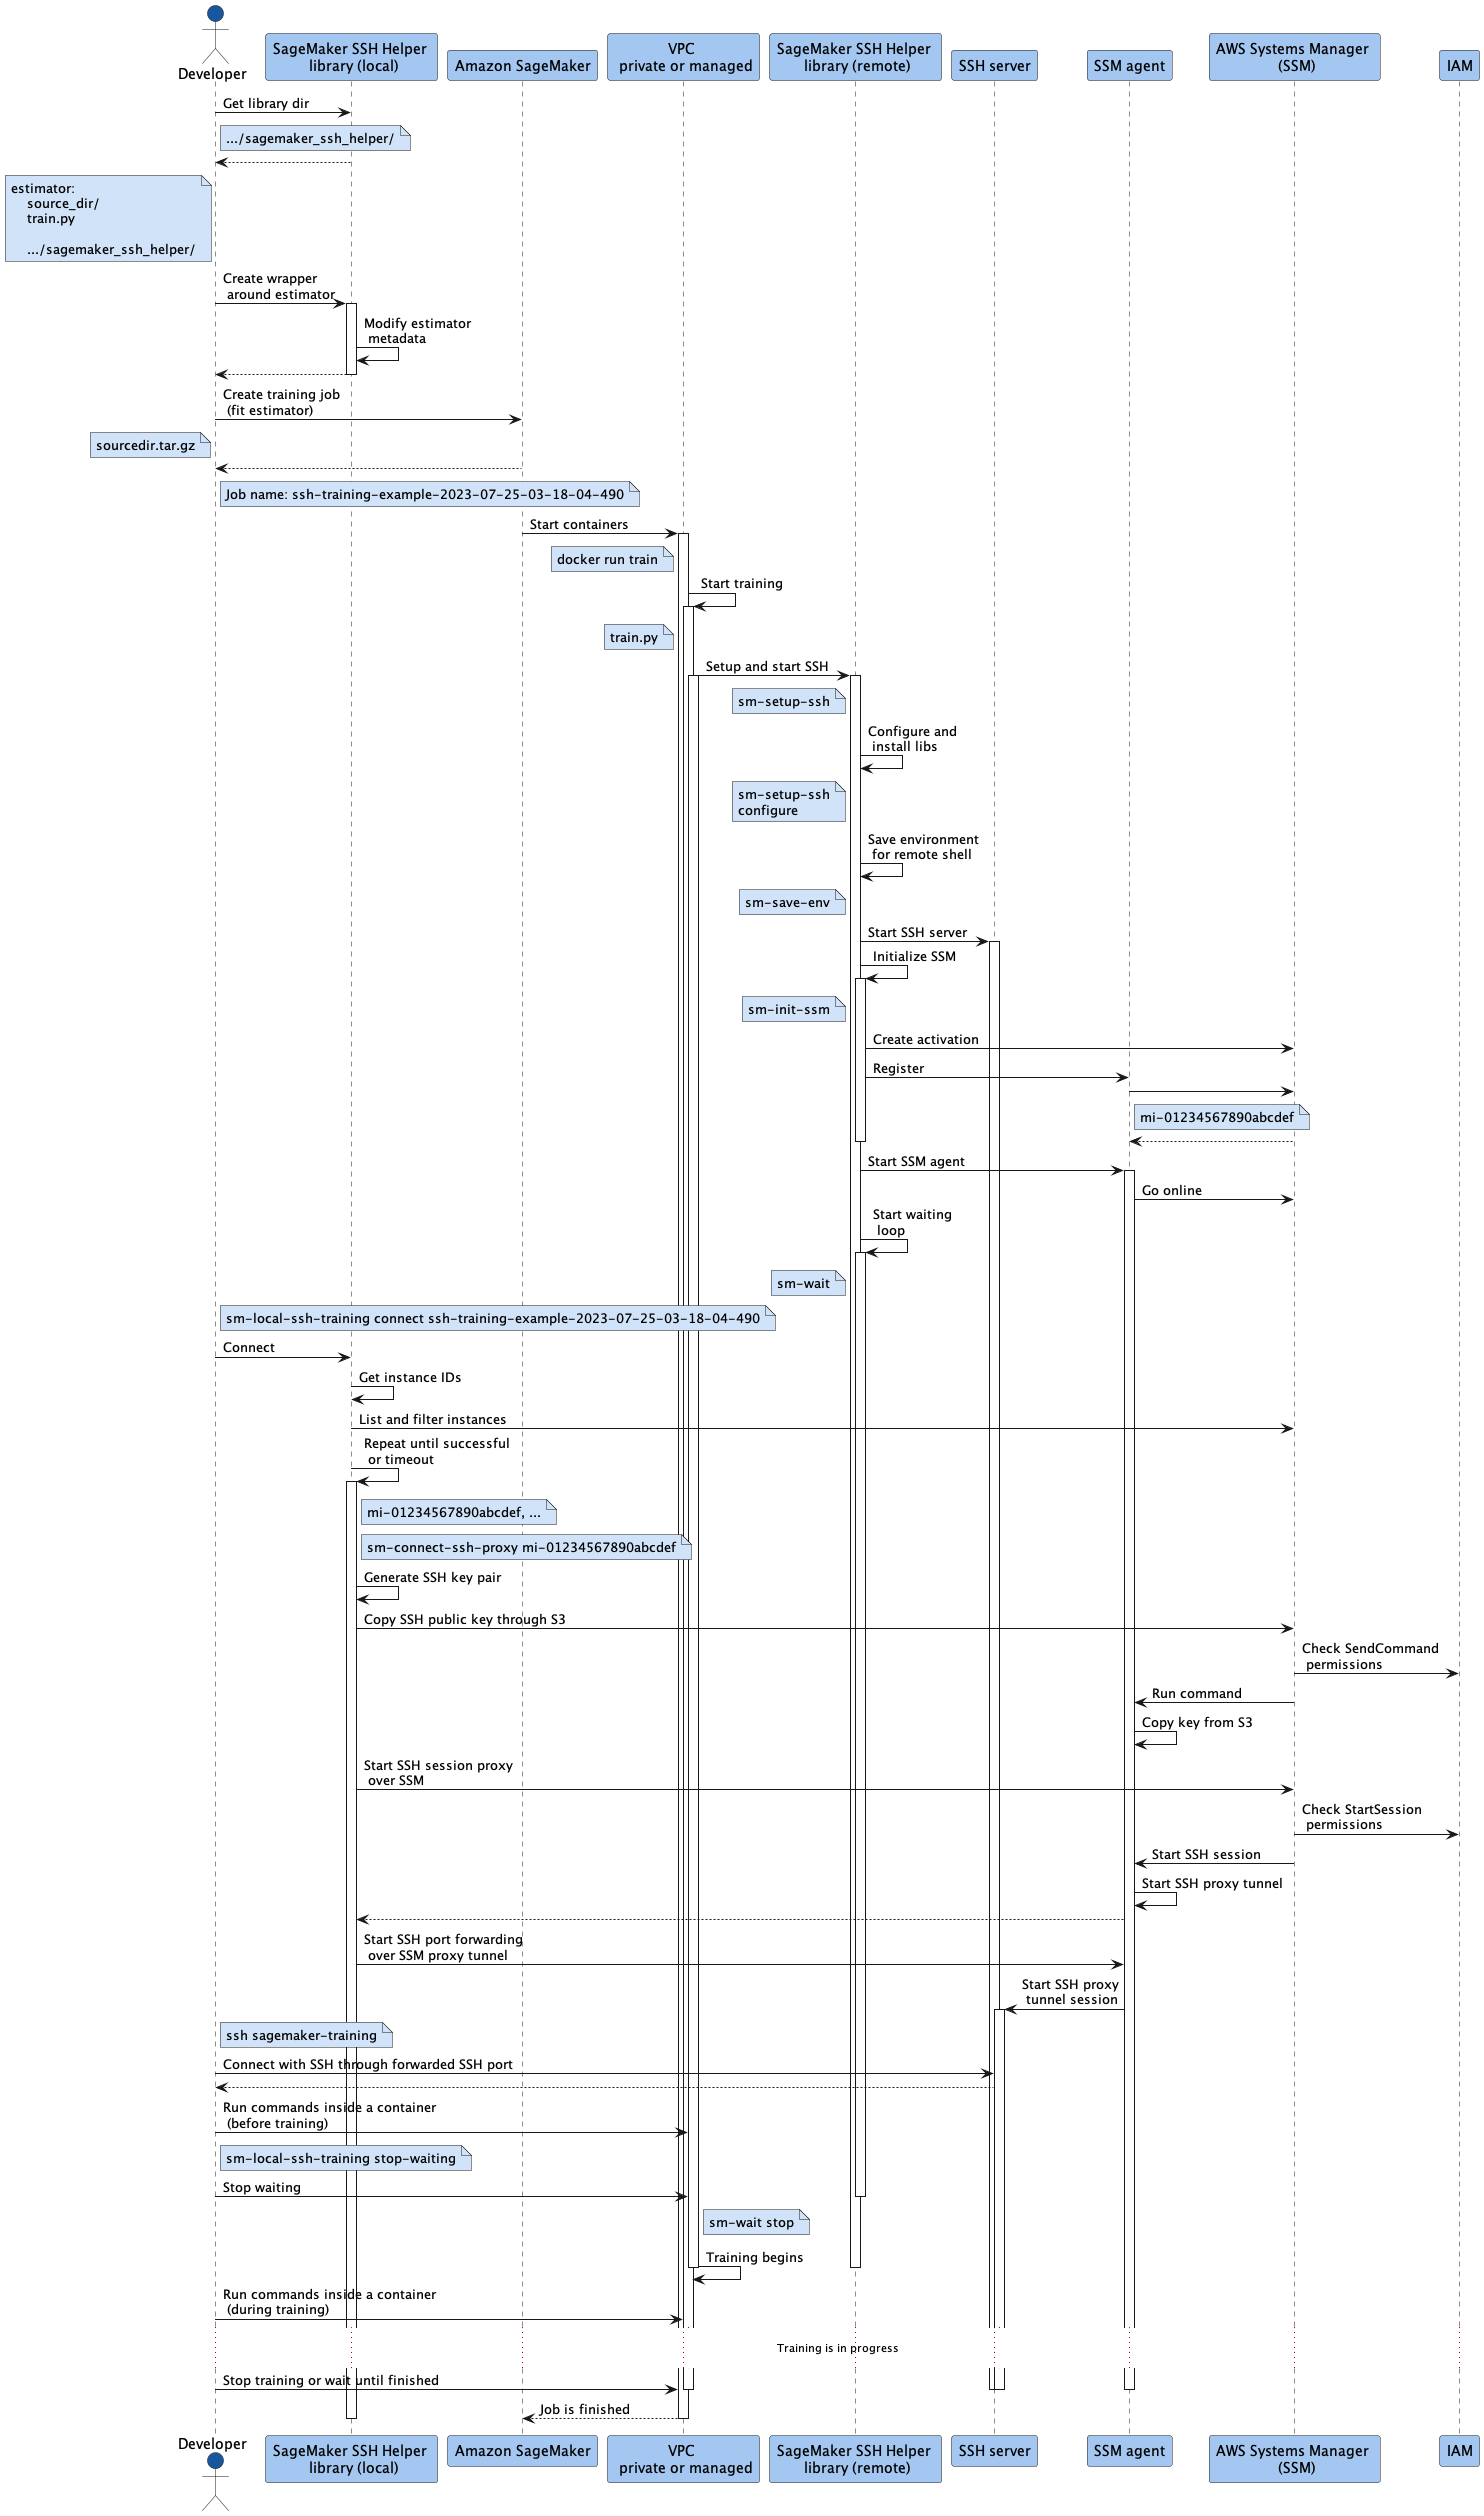 Developer
SageMaker SSH Helper
library (local)
Amazon SageMaker
VPC
private or managed
SageMaker SSH Helper
library (remote)
SSH server
SSM agent
AWS Systems Manager
(SSM)
IAM
Get library dir
.../sagemaker_ssh_helper/
estimator:
source_dir/
train.py
.../sagemaker_ssh_helper/
Create wrapper
around estimator
Modify estimator
metadata
Create training job
(fit estimator)
sourcedir.tar.gz
Job name: ssh-training-example-2023-07-25-03-18-04-490
Start containers
docker run train
Start training
train.py
Setup and start SSH
sm-setup-ssh
Configure and
install libs
sm-setup-ssh
configure
Save environment
for remote shell
sm-save-env
Start SSH server
Initialize SSM
sm-init-ssm
Create activation
Register
mi-01234567890abcdef
Start SSM agent
Go online
Start waiting
loop
sm-wait
sm-local-ssh-training connect ssh-training-example-2023-07-25-03-18-04-490
Connect
Get instance IDs
List and filter instances
Repeat until successful
or timeout
mi-01234567890abcdef, ...
sm-connect-ssh-proxy mi-01234567890abcdef
Generate SSH key pair
Copy SSH public key through S3
Check SendCommand
permissions
Run command
Copy key from S3
Start SSH session proxy
over SSM
Check StartSession
permissions
Start SSH session
Start SSH proxy tunnel
Start SSH port forwarding
over SSM proxy tunnel
Start SSH proxy
tunnel session
ssh sagemaker-training
Connect with SSH through forwarded SSH port
Run commands inside a container
(before training)
sm-local-ssh-training stop-waiting
Stop waiting
sm-wait stop
Training begins
Run commands inside a container
(during training)
Training is in progress
Stop training or wait until finished
Job is finished
Developer
SageMaker SSH Helper
library (local)
Amazon SageMaker
VPC
private or managed
SageMaker SSH Helper
library (remote)
SSH server
SSM agent
AWS Systems Manager
(SSM)
IAM